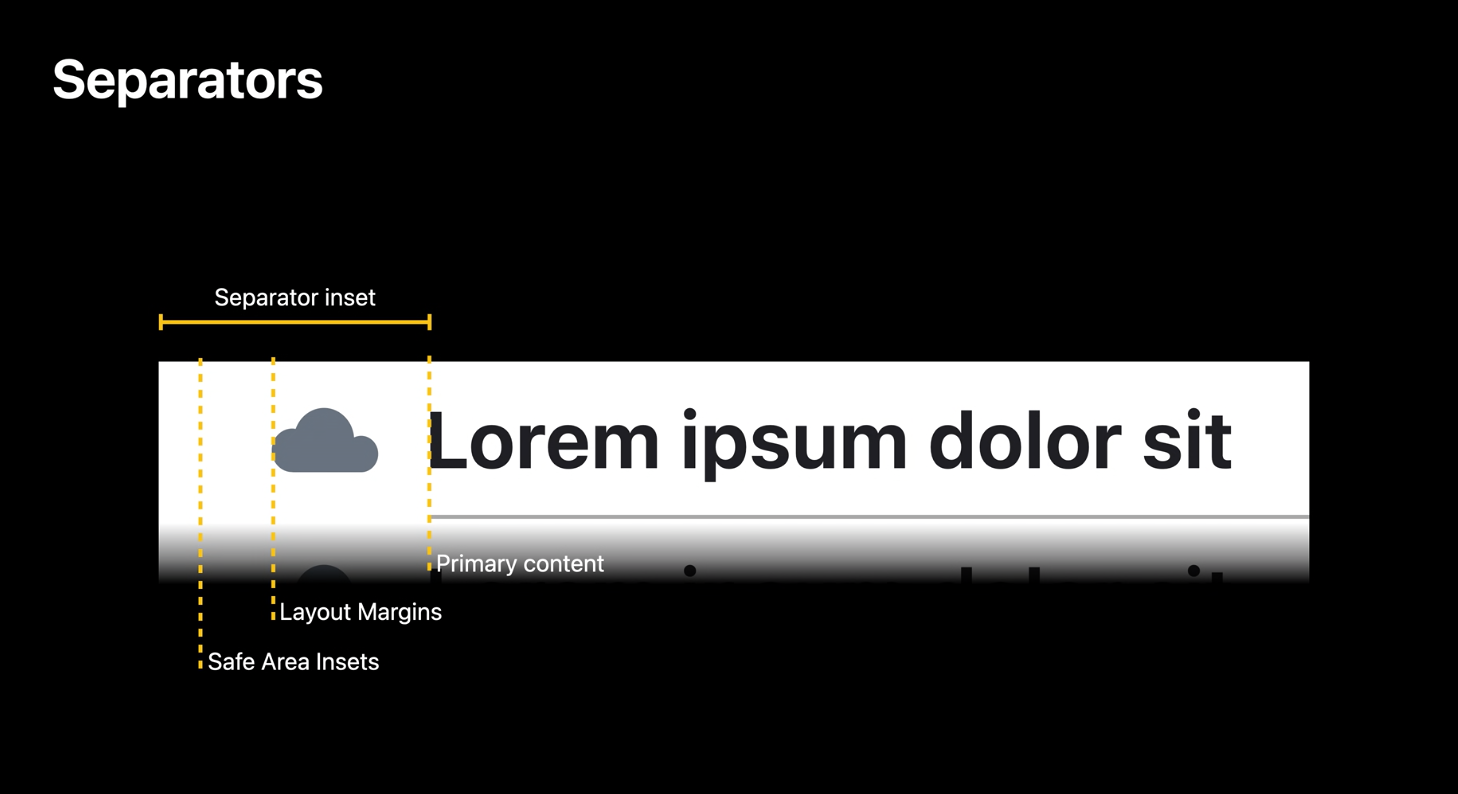 Separators
Separator inset
Lorem ipsum dolor sit
Primary content
Layout Margins
Safe Area Insets